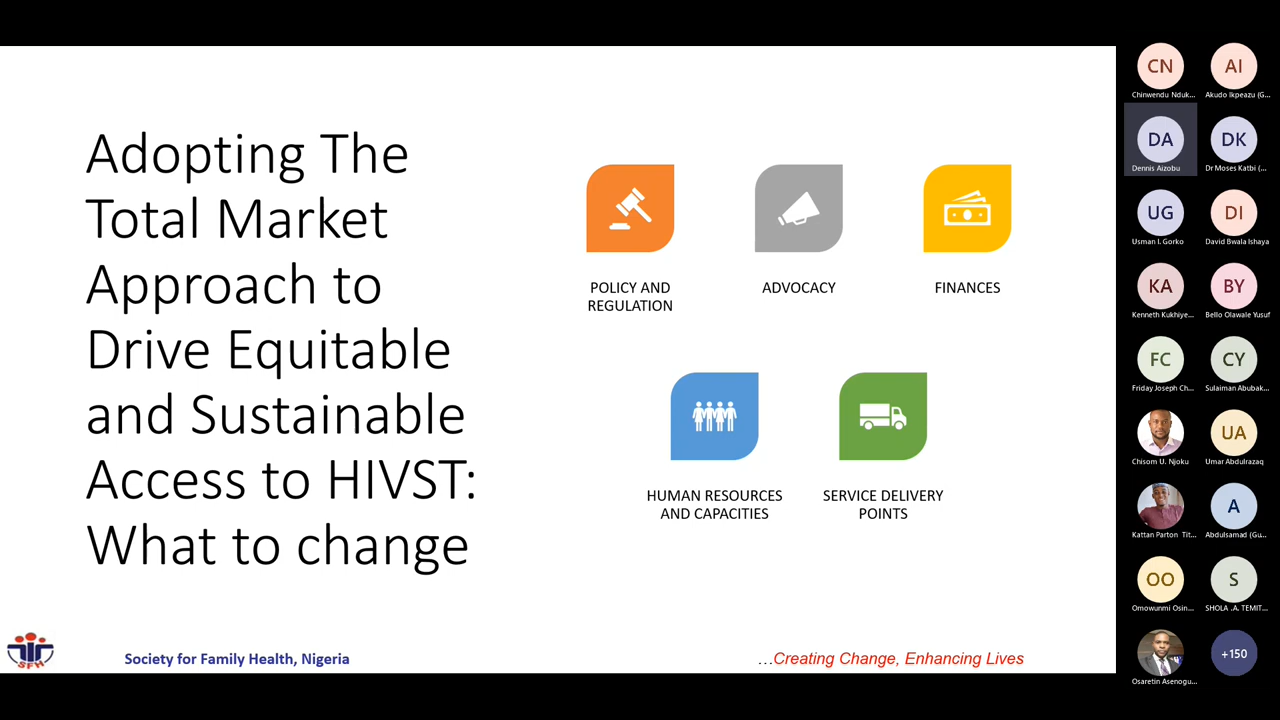 Adopting The
Total Market
Approach to
Drive Equitable
and Sustainable
Access to HIVST:
What to change
POLICY AND
REGULATION
ADVOCACY
FINANCES
HUMAN RESOURCES
AND CAPACITIES
SERVICE DELIVERY
POINTS
SFH
Society for Family Health, Nigeria
...Creating Change, Enhancing Lives
CN
Chinwendu Nduk...
AI
Akudo Ikpeazu (G...
DA
Dennis Aizobu
DK
Dr Moses Katbi (...
UG
Usman I. Gorko
DI
David Bwala Ishaya
KA
Kenneth Kukhiye...
BY
Bello Olawale Yusuf
FC
Friday Joseph Ch...
CY
Sulaiman Abubak...
Chisom U. Njoku
UA
Umar Abdulrazaq
Kattan Parton Tit...
A
Abdulsamad (Gu...
OO
Omowunmi Osin...
S
SHOLA .A. TEMIT...
Osaretin Asenogu...
+150